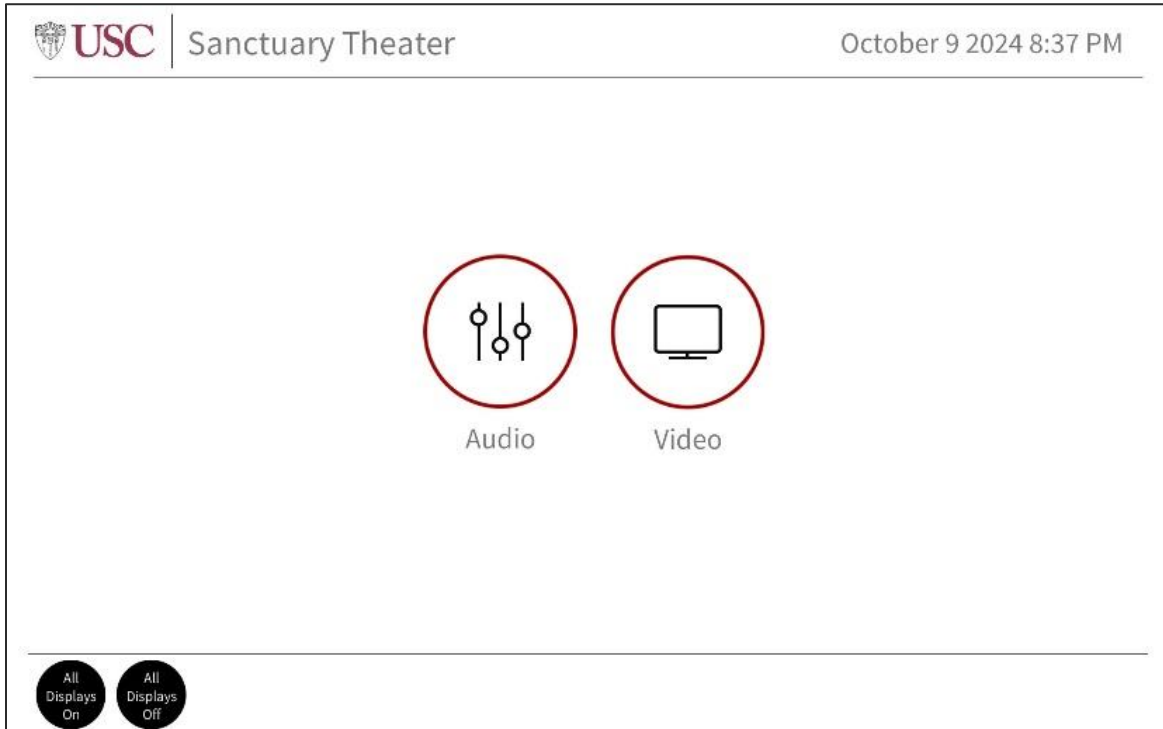 USC Sanctuary Theater October 9 2024 8:37 PM
Audio Video
All
Displays
On
All
Displays
Off